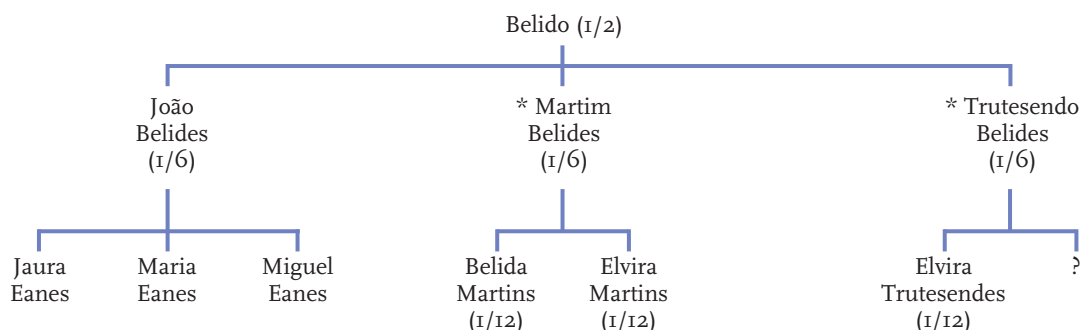 Belido (1/2)
João
Belides
(1/6)
* Martim
Belides
(1/6)
* Trutesendo
Belides
(1/6)
Jaura
Eanes
Maria
Eanes
Miguel
Eanes
Belida
Martins
(1/12)
Elvira
Martins
(1/12)
Elvira
Trutesendes
(1/12)
?